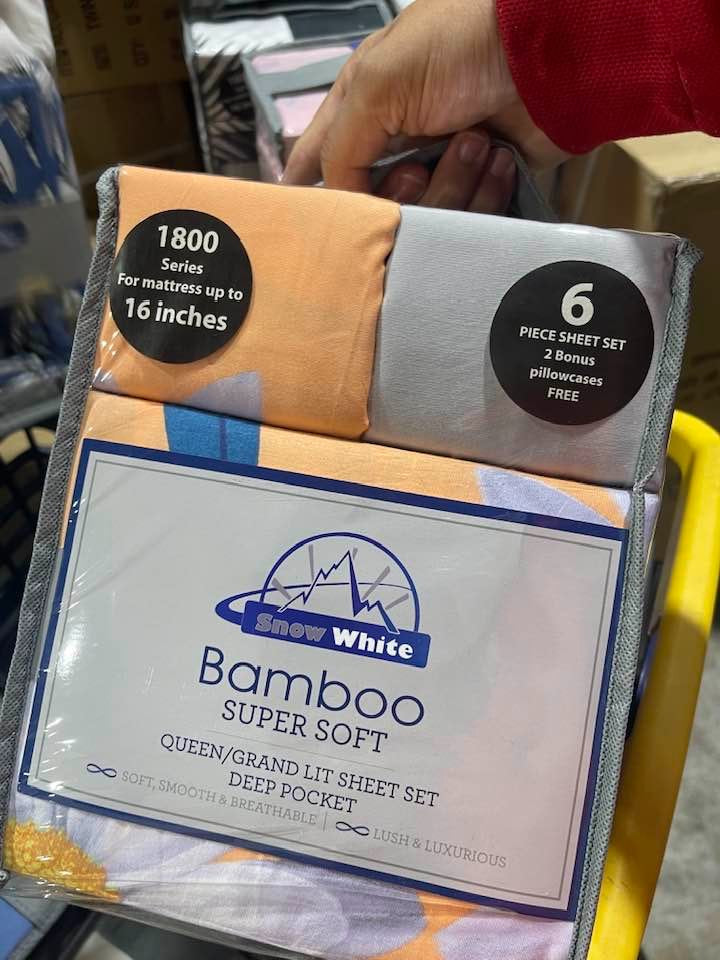 1800
Series
For mattress up to
16 inches
6
PIECE SHEET SET
2 Bonus
pillowcases
FREE
Snow White
Bamboo
SUPER SOFT
QUEEN/GRAND LIT SHEET SET
DEEP POCKET
SOFT, SMOOTH & BREATHABLE | LUSH & LUXURIOUS